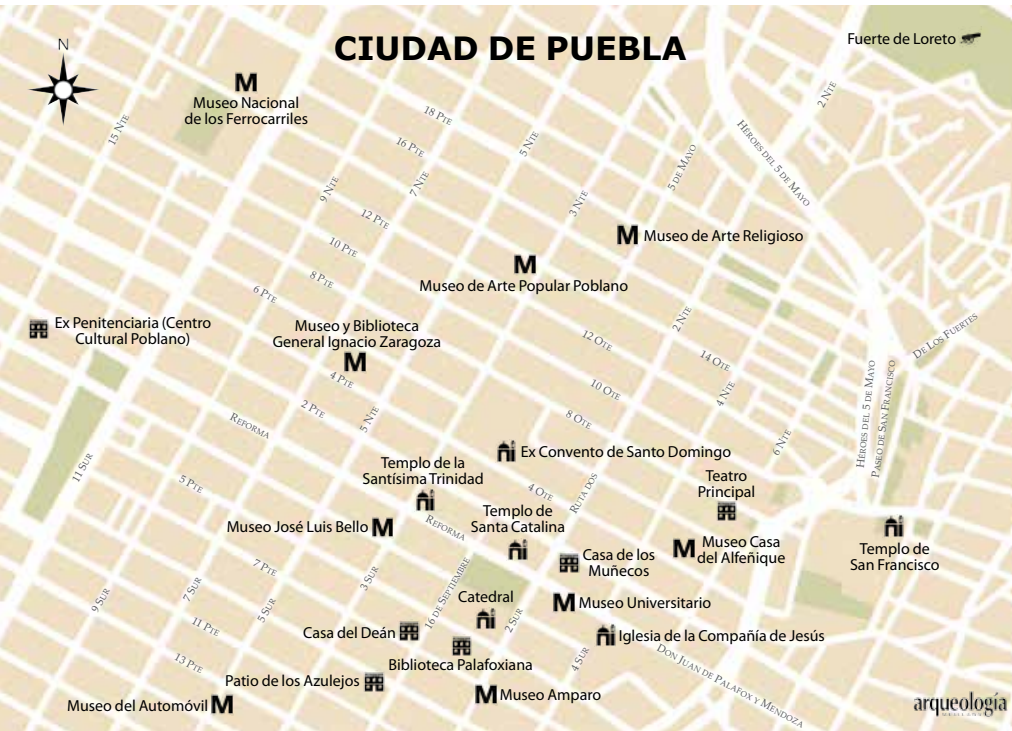 CIUDAD DE PUEBLA
N
Fuerte de Loreto
M
Museo Nacional
de los Ferrocarriles
15 NTE
18 PTE
16 PTE
5 NTE
2 NTE
HÉROES DEL 5 DE MAYO
5 DE MAYO
9 NTE
7 NTE
3 NTE
12 PTE
10 PTE
8 PTE
6 PTE
M Museo de Arte Religioso
M
Museo de Arte Popular Poblano
Ex Penitenciaria (Centro
Cultural Poblano)
Museo y Biblioteca
General Ignacio Zaragoza
M
4 PTE
2 PTE
5 NTE
REFORMA
2 NTE
12 OTE
14 OTE
10 OTE
8 OTE
4 NTE
6 NTE
DE LOS FUERTES
HÉROES DEL 5 DE MAYO
PASEO DE SAN FRANCISCO
11 SUR
5 PTE
Ex Convento de Santo Domingo
Templo de la
Santísima Trinidad
4 OTE
RUTA DOS
Teatro
Principal
Museo José Luis Bello M
REFORMA
Templo de
Santa Catalina
Casa de los
Muñecos
M Museo Casa
del Alfeñique
Templo de
San Francisco
7 PTE
9 SUR
7 SUR
5 SUR
3 SUR
16 DE SEPTIEMBRE
Catedral
2 SUR
M Museo Universitario
11 PTE
13 PTE
Casa del Deán
Biblioteca Palafoxiana
Iglesia de la Compañía de Jesús
4 SUR
DON JUAN DE PALAFOX Y MENDOZA
Patio de los Azulejos
Museo del Automóvil M
M Museo Amparo
arqueología
MEXICANA